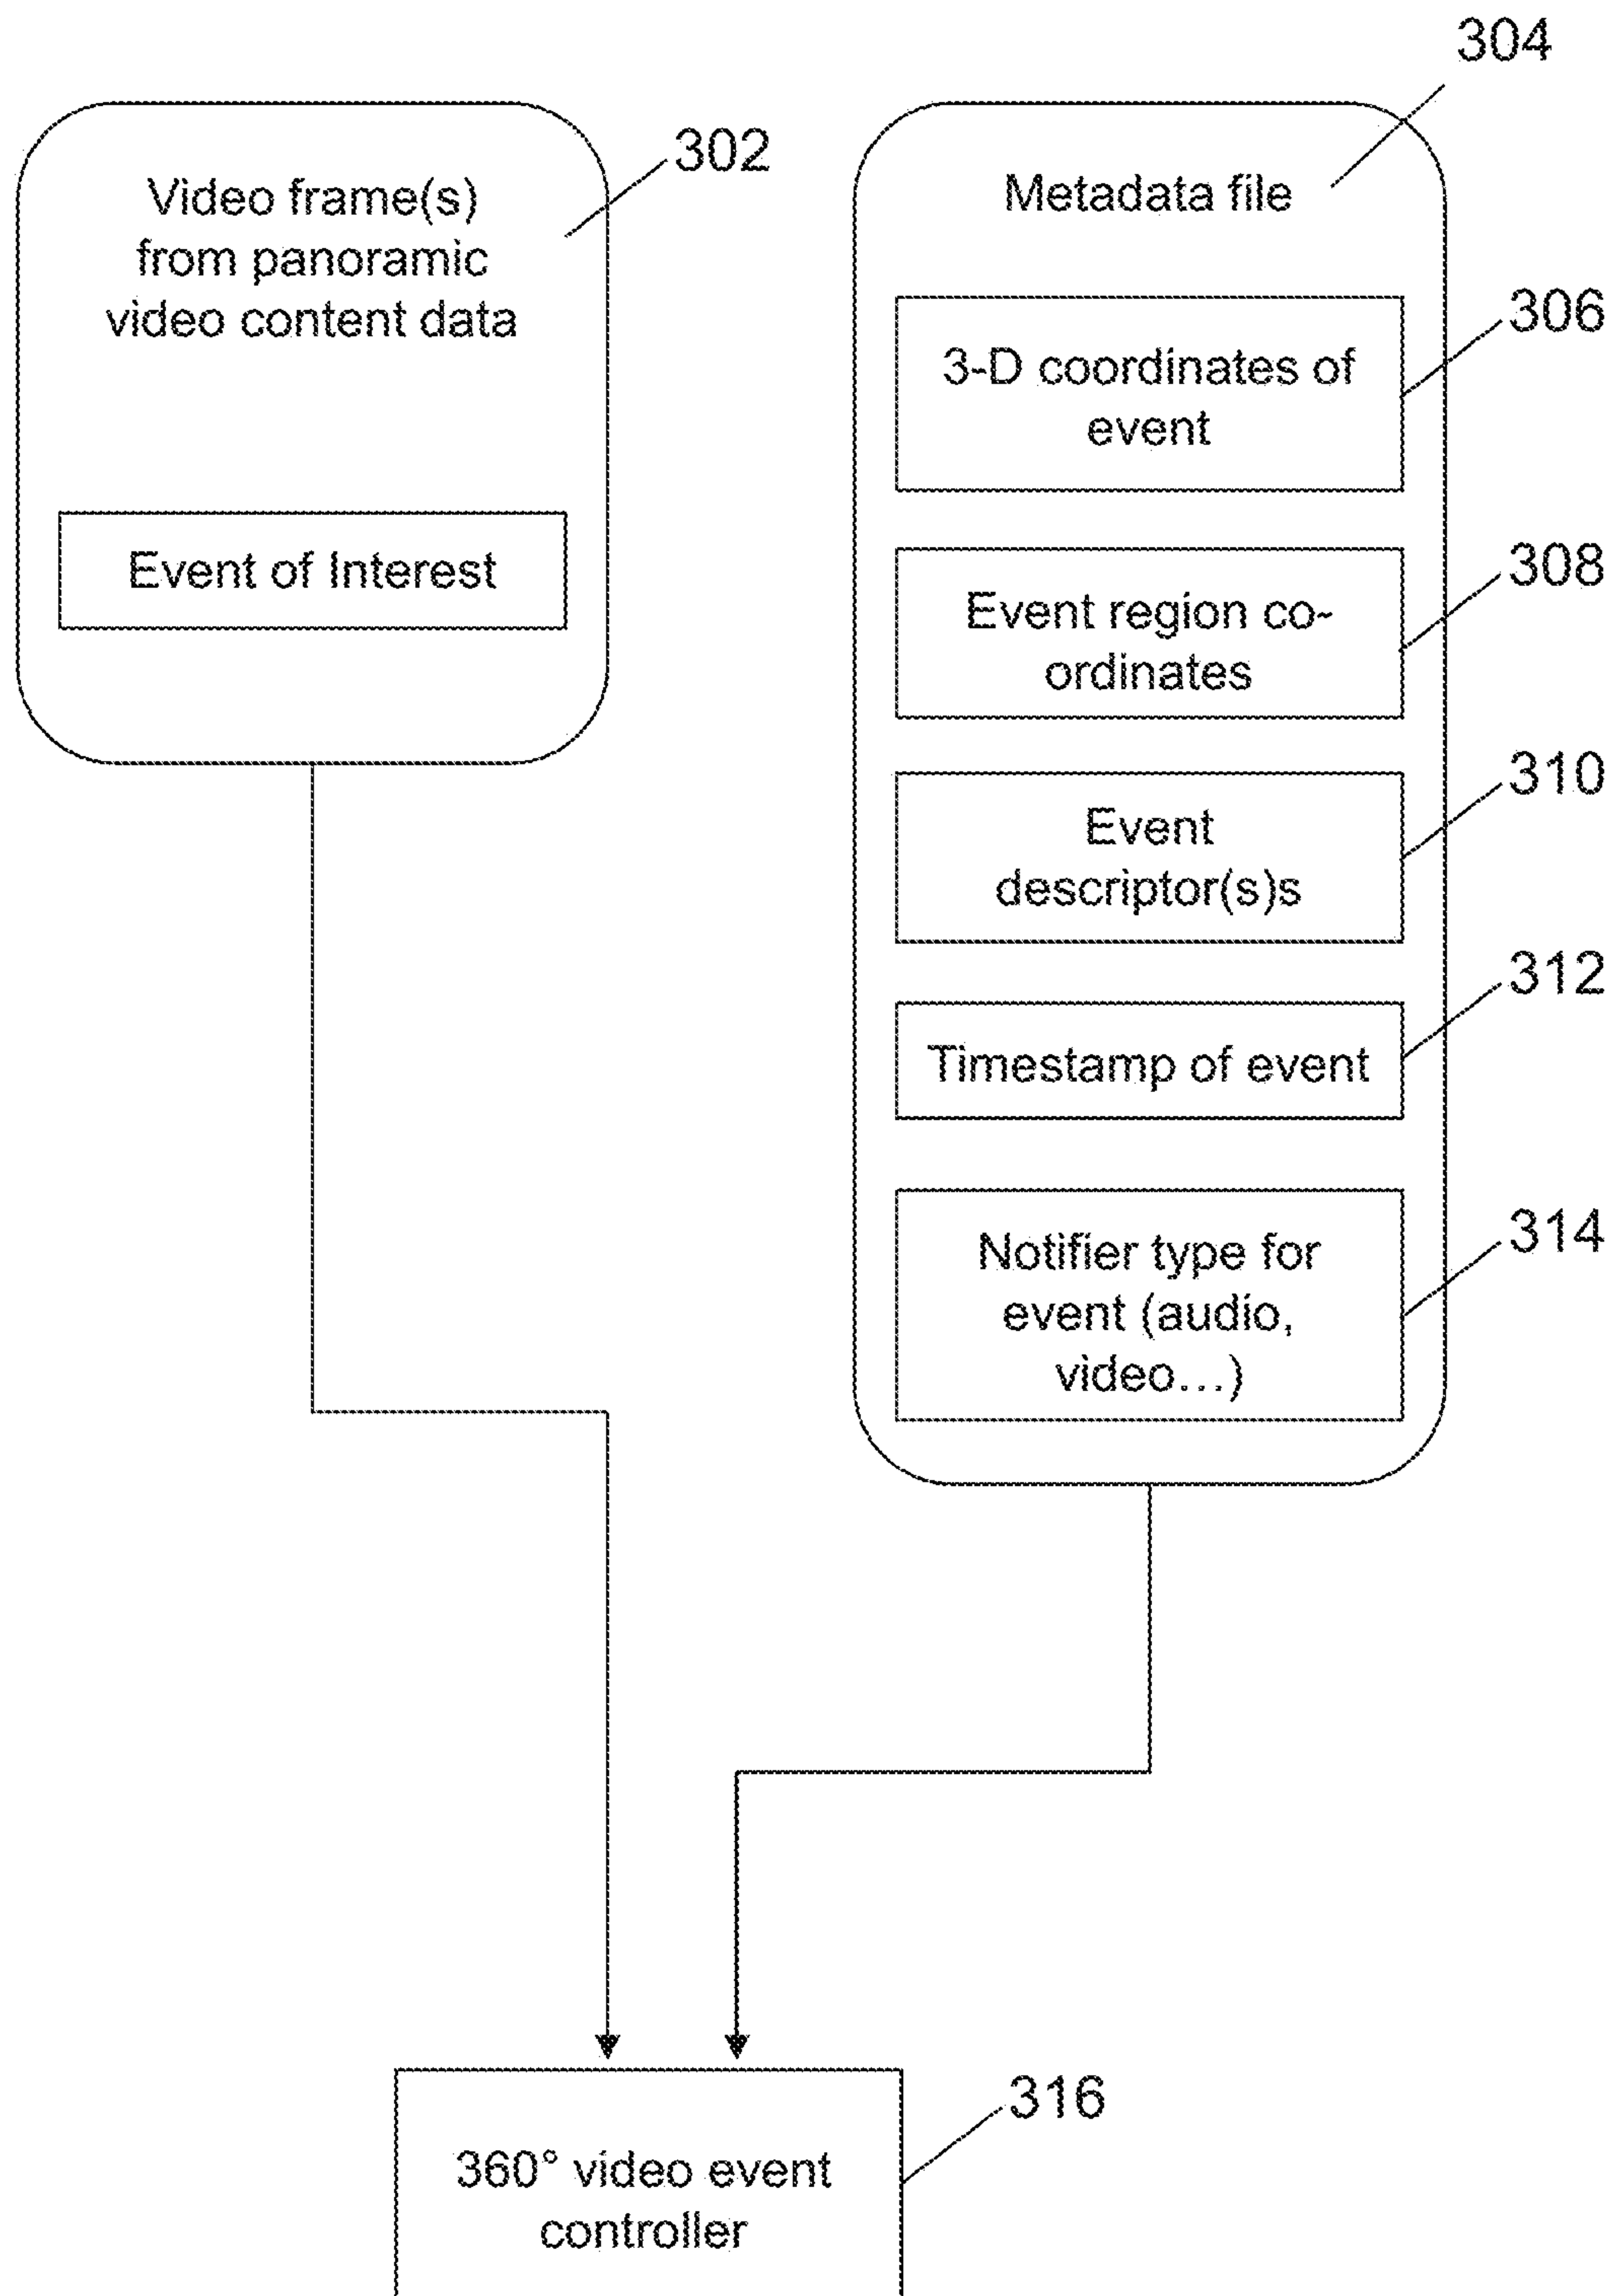 304
302
Video frame(s)
from panoramic
video content data
Event of Interest
Metadata file
306
3-D coordinates of
event
308
Event region co-
ordinates
310
Event
descriptor(s)s
312
Timestamp of event
314
Notifier type for
event (audio,
video...)
316
360° video event
controller